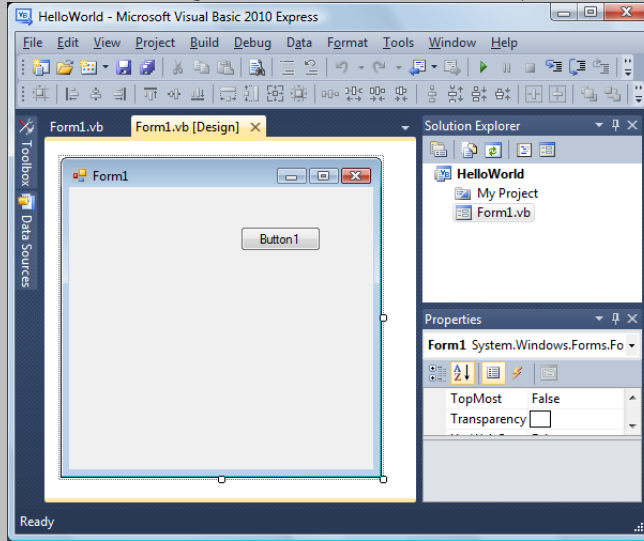 HelloWorld - Microsoft Visual Basic 2010 Express
File Edit View Project Build Debug Data Format Tools Window Help
Toolbox
Data Sources
Form1.vb Form1.vb [Design]
Form1
Button1
Solution Explorer
HelloWorld
My Project
Form1.vb
Properties
Form1 System.Windows.Forms.Fo
TopMost False
Transparency
Ready